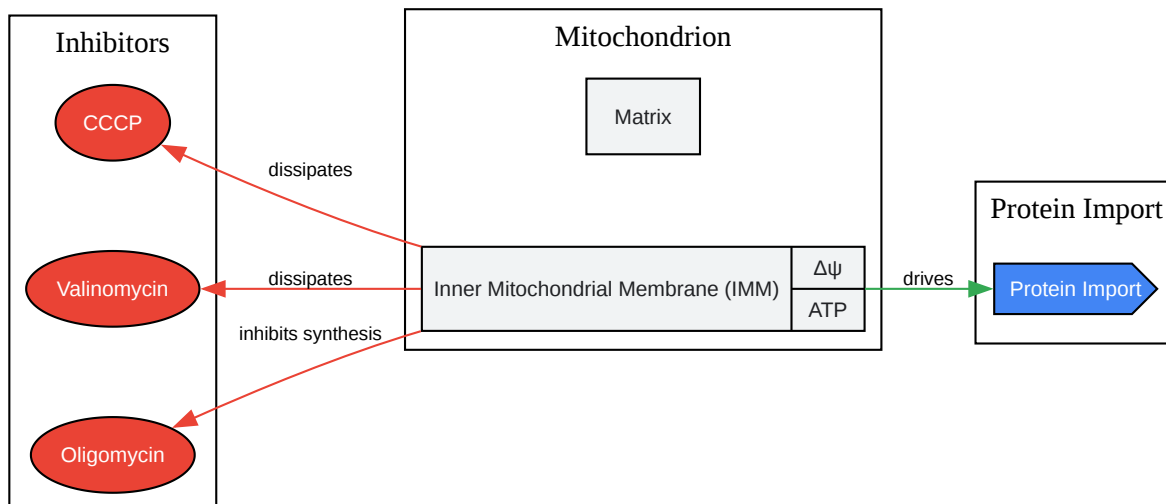 Inhibitors
CCCP
Valinomycin
Oligomycin
dissipates
dissipates
inhibits synthesis
Mitochondrion
Matrix
Inner Mitochondrial Membrane (IMM)
Δψ
ATP
drives
Protein Import
Protein Import